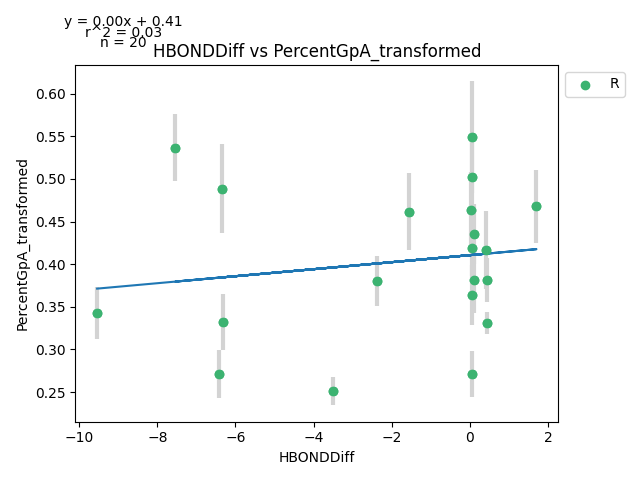 y = 0.00x + 0.41
r^2 = 0.03
n = 20
HBONDDiff vs PercentGpA_transformed
R
PercentGpA_transformed
0.60
0.55
0.50
0.45
0.40
0.35
0.30
0.25
−10
−8
−6
−4
−2
0
2
HBONDDiff